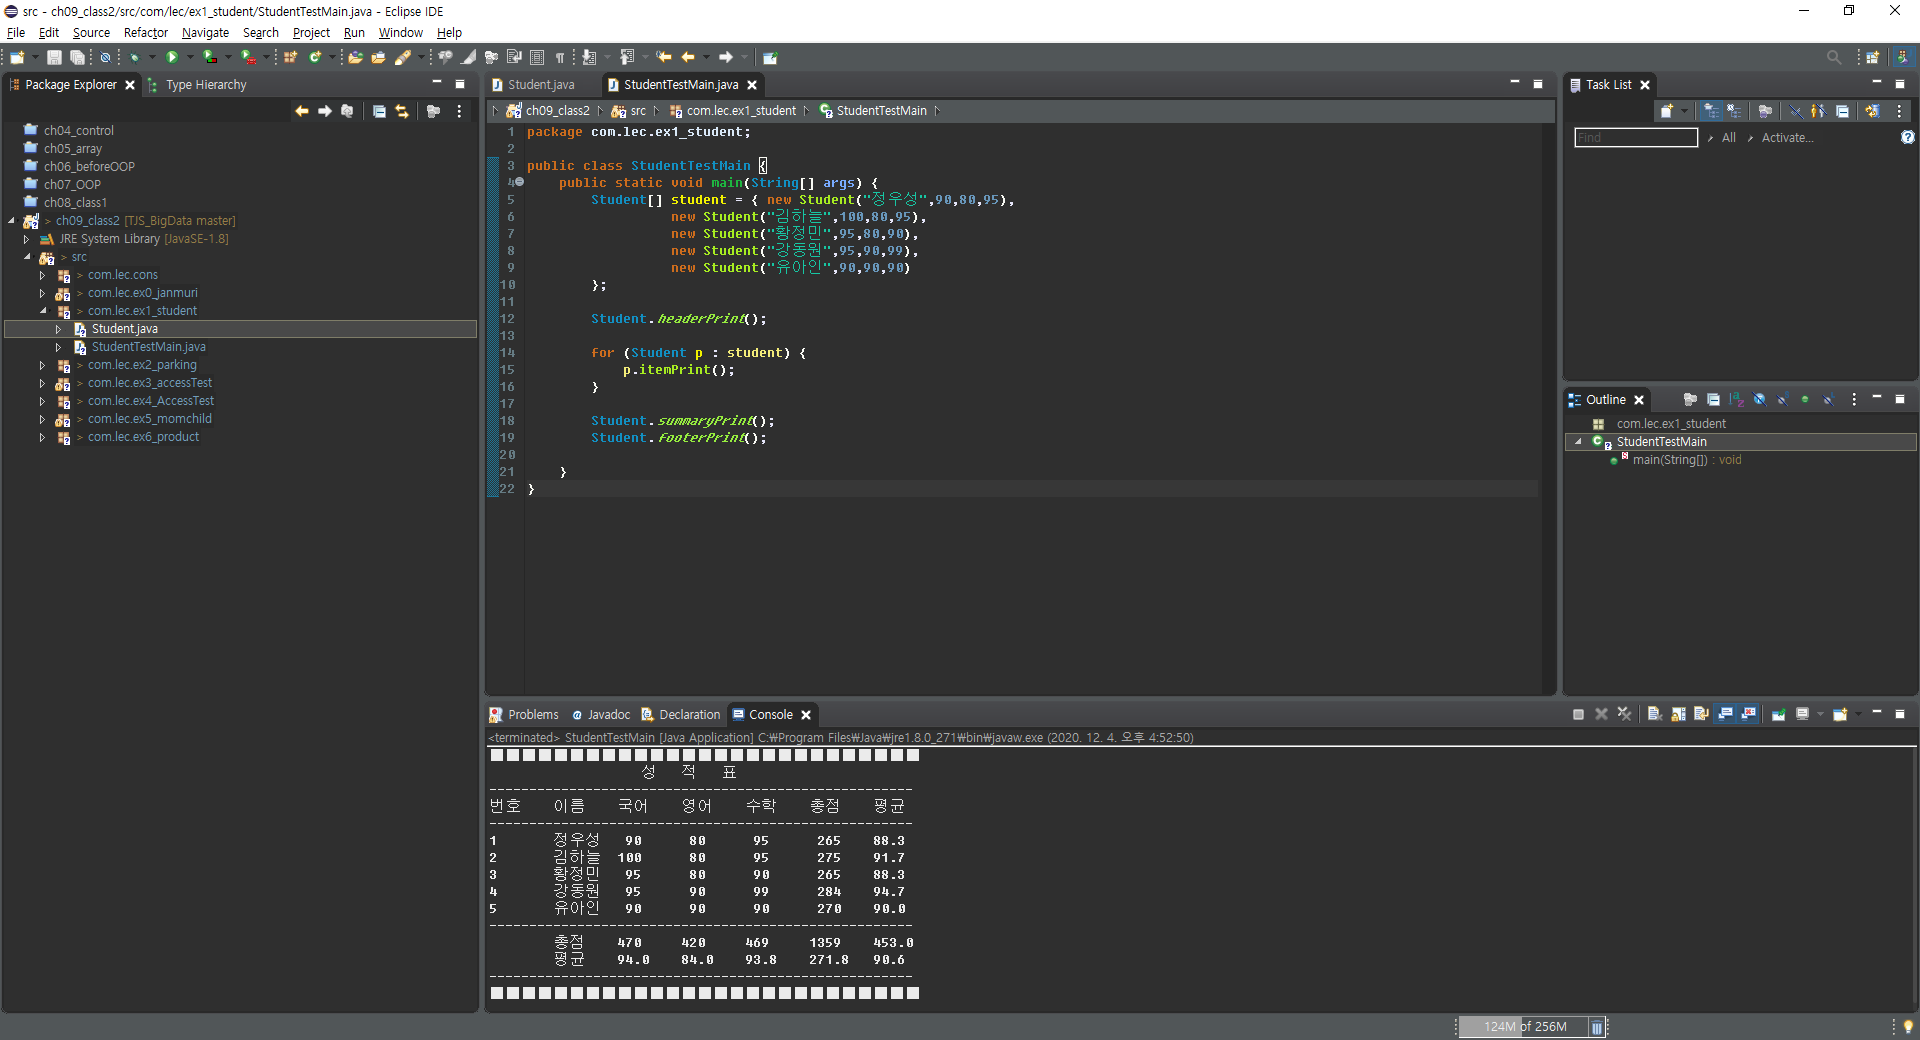 src - ch09_class2/src/com/lec/ex1_student/StudentTestMain.java - Eclipse IDE
File Edit Source Refactor Navigate Search Project Run Window Help
Package Explorer Type Hierarchy
ch04_control
ch05_array
ch06_beforeOOP
ch07_OOP
ch08_class1
> ch09_class2 [TJS_BigData master]
JRE System Library [JavaSE-1.8]
> src
> com.lec.cons
> com.lec.ex0_janmuri
> com.lec.ex1_student
Student.java
StudentTestMain.java
> com.lec.ex2_parking
> com.lec.ex3_accessTest
> com.lec.ex4_AccessTest
> com.lec.ex5_momchild
> com.lec.ex6_product
Student.java StudentTestMain.java
ch09_class2 src com.lec.ex1_student StudentTestMain
1 package com.lec.ex1_student;
2
3 public class StudentTestMain {
4 public static void main(String[] args) {
5 Student[] student = { new Student("정우성",90,80,95),
6 new Student("김하늘",100,80,95),
7 new Student("황정민",95,80,90),
8 new Student("강동원",95,90,99),
9 new Student("유아인",90,90,90)
10 };
11
12 Student.headerPrint();
13
14 for (Student p : student) {
15 p.itemPrint();
16 }
17
18 Student.summaryPrint();
19 Student.FooterPrint();
20
21 }
22 }
Task List
Find All Activate...
Outline
com.lec.ex1_student
StudentTestMain
main(String[]) : void
Problems Javadoc Declaration Console
<terminated> StudentTestMain [Java Application] C:₩Program Files₩Java₩jre1.8.0_271₩bin₩javaw.exe (2020. 12. 4. 오후 4:52:50)
■■■■■■■■■■■■■■■■■■■■■■■■■■■
성 적 표
-----------------------------------------------------
번호 이름 국어 영어 수학 총점 평균
-----------------------------------------------------
1 정우성 90 80 95 265 88.3
2 김하늘 100 80 95 275 91.7
3 황정민 95 80 90 265 88.3
4 강동원 95 90 99 284 94.7
5 유아인 90 90 90 270 90.0
-----------------------------------------------------
총점 470 420 469 1359 453.0
평균 94.0 84.0 93.8 271.8 90.6
-----------------------------------------------------
■■■■■■■■■■■■■■■■■■■■■■■■■■■
124M of 256M